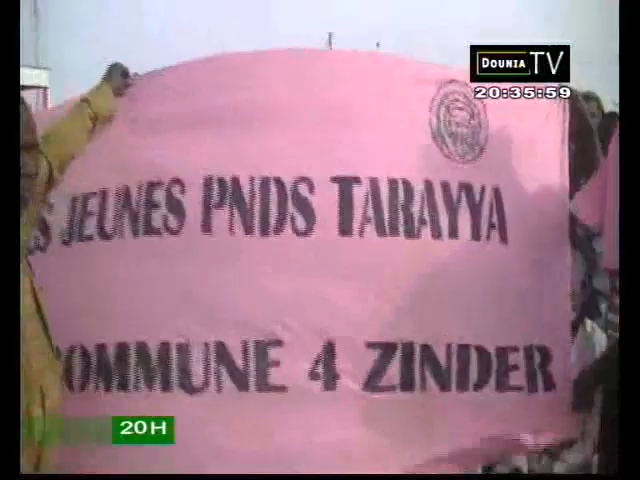 DOUNIA TV
20:35:59
S JEUNES PNDS TARAYYA
COMMUNE 4 ZINDER
20H